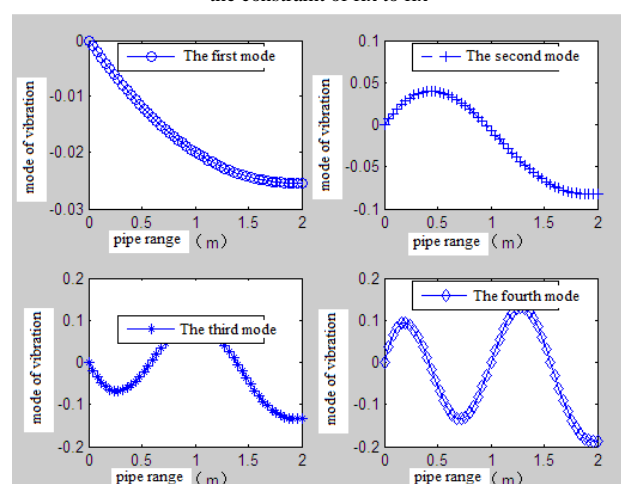 the constraint of
The first mode
The second mode
0
-0.01
-0.02
-0.03
mode of vibration
0 0.5 1 1.5 2
pipe range (m)
0.1
0.05
0
-0.05
-0.1
mode of vibration
0 0.5 1 1.5 2
pipe range (m)
The third mode
The fourth mode
0.2
0.1
0
-0.1
-0.2
mode of vibration
0 0.5 1 1.5 2
pipe range (m)
0.2
0.1
0
-0.1
-0.2
mode of vibration
0 0.5 1 1.5 2
pipe range (m)